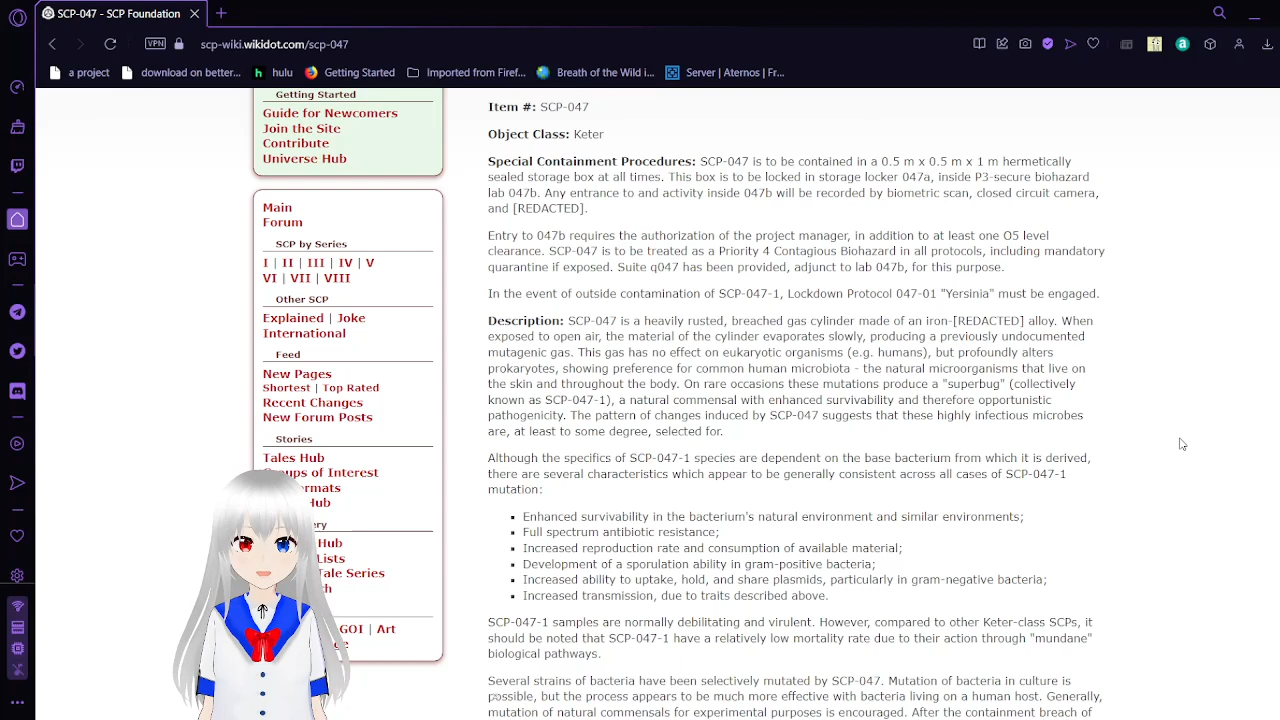 SCP-047 - SCP Foundation
VPN
scp-wiki.wikidot.com/scp-047
a project
download on better...
hulu
Getting Started
Imported from Firef...
Breath of the Wild i...
Server | Aternos | Fr...
Getting Started
Guide for Newcomers
Join the Site
Contribute
Universe Hub
Main
Forum
SCP by Series
I | II | III | IV | V
VI | VII | VIII
Other SCP
Explained | Joke
International
Feed
New Pages
Shortest | Top Rated
Recent Changes
New Forum Posts
Stories
Tales Hub
Groups of Interest
ormats
Hub
ery
Hub
Lists
Tale Series
GOI | Art
Item #: SCP-047
Object Class: Keter
Special Containment Procedures: SCP-047 is to be contained in a 0.5 m x 0.5 m x 1 m hermetically
sealed storage box at all times. This box is to be locked in storage locker 047a, inside P3-secure biohazard
lab 047b. Any entrance to and activity inside 047b will be recorded by biometric scan, closed circuit camera,
and [REDACTED].
Entry to 047b requires the authorization of the project manager, in addition to at least one O5 level
clearance. SCP-047 is to be treated as a Priority 4 Contagious Biohazard in all protocols, including mandatory
quarantine if exposed. Suite q047 has been provided, adjunct to lab 047b, for this purpose.
In the event of outside contamination of SCP-047-1, Lockdown Protocol 047-01 "Yersinia" must be engaged.
Description: SCP-047 is a heavily rusted, breached gas cylinder made of an iron-[REDACTED] alloy. When
exposed to open air, the material of the cylinder evaporates slowly, producing a previously undocumented
mutagenic gas. This gas has no effect on eukaryotic organisms (e.g. humans), but profoundly alters
prokaryotes, showing preference for common human microbiota - the natural microorganisms that live on
the skin and throughout the body. On rare occasions these mutations produce a "superbug" (collectively
known as SCP-047-1), a natural commensal with enhanced survivability and therefore opportunistic
pathogenicity. The pattern of changes induced by SCP-047 suggests that these highly infectious microbes
are, at least to some degree, selected for.
Although the specifics of SCP-047-1 species are dependent on the base bacterium from which it is derived,
there are several characteristics which appear to be generally consistent across all cases of SCP-047-1
mutation:
Enhanced survivability in the bacterium's natural environment and similar environments;
Full spectrum antibiotic resistance;
Increased reproduction rate and consumption of available material;
Development of a sporulation ability in gram-positive bacteria;
Increased ability to uptake, hold, and share plasmids, particularly in gram-negative bacteria;
Increased transmission, due to traits described above.
SCP-047-1 samples are normally debilitating and virulent. However, compared to other Keter-class SCPs, it
should be noted that SCP-047-1 have a relatively low mortality rate due to their action through "mundane"
biological pathways.
Several strains of bacteria have been selectively mutated by SCP-047. Mutation of bacteria in culture is
possible, but the process appears to be much more effective with bacteria living on a human host. Generally,
mutation of natural commensals for experimental purposes is encouraged. After the containment breach of